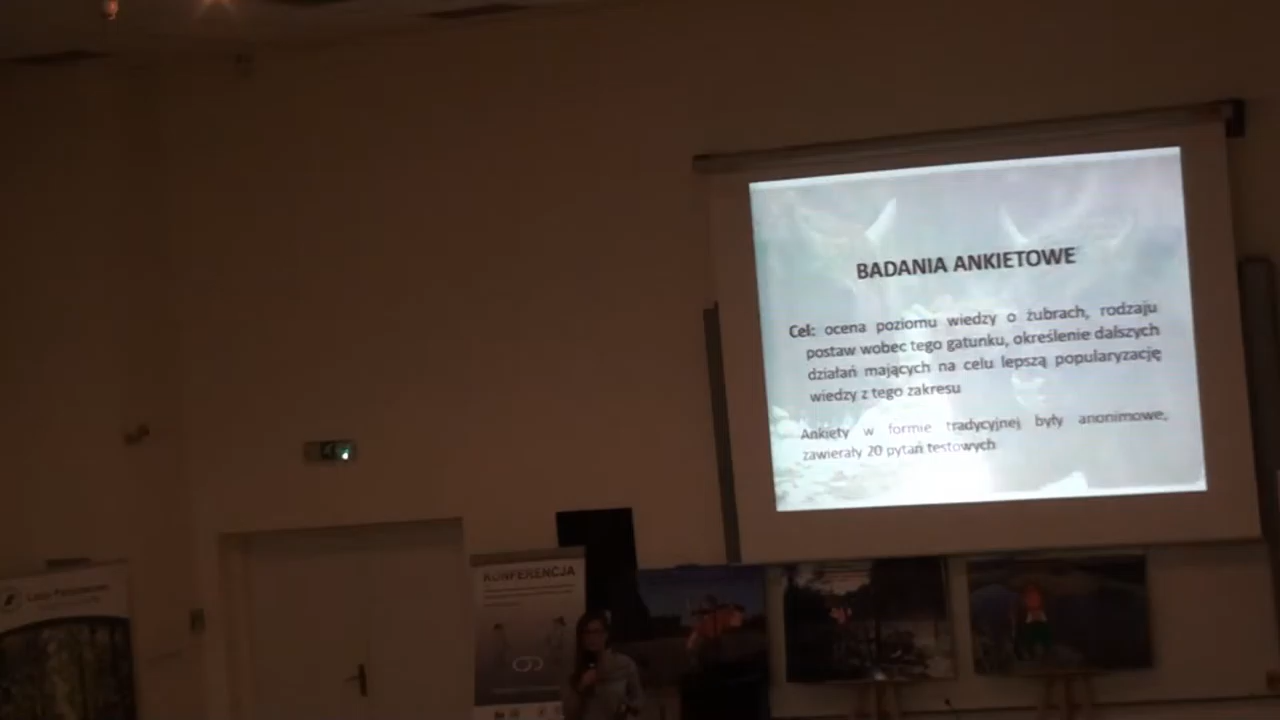 BADANIA ANKIETOWE
Cel: ocena poziomu wiedzy o żubrach, rodzaju
postaw wobec tego gatunku, określenie dalszych
działań mających na celu lepszą popularyzację
wiedzy z tego zakresu
Ankiety w formie tradycyjnej były anonimowe,
zawierały 20 pytań testowych
KONFERENCJA